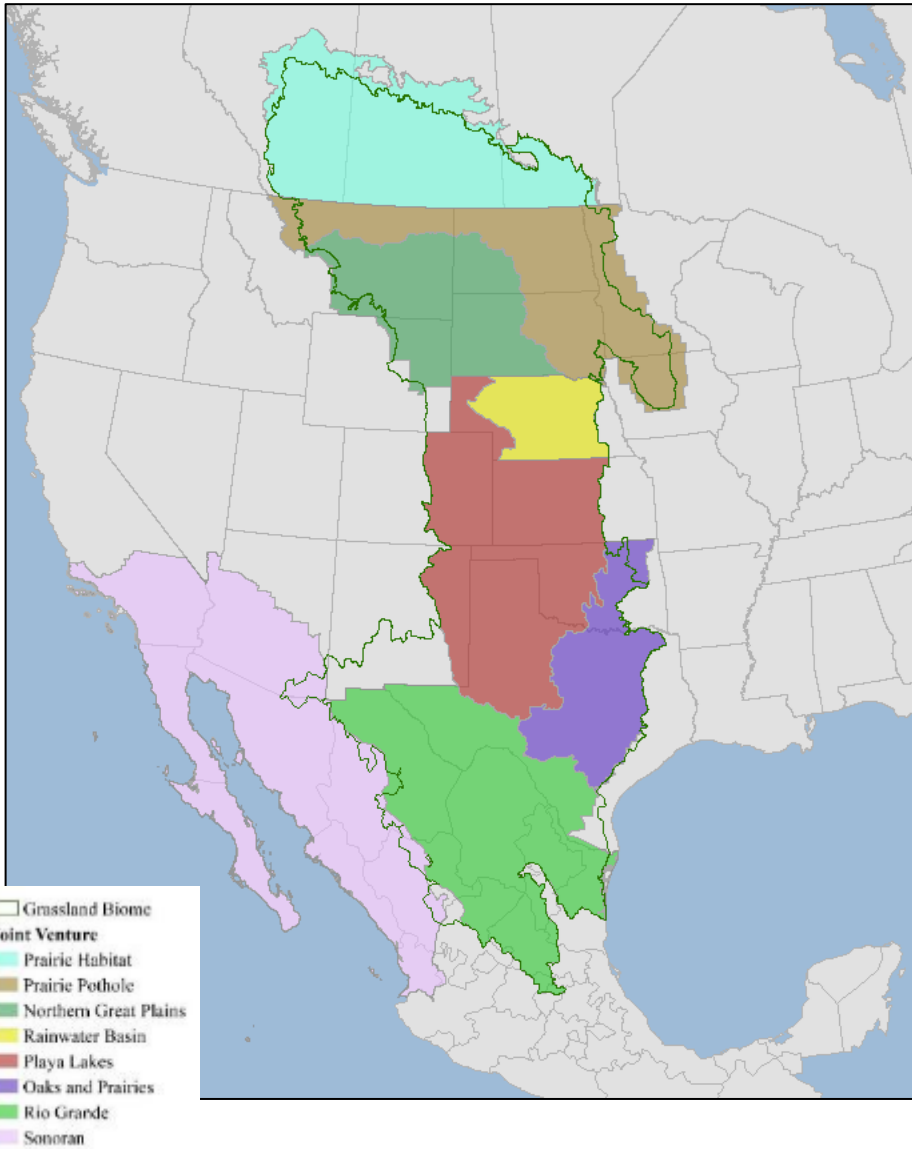 Grassland Biome
oint Venture
Prairie Habitat
Prairie Pothole
Northern Great Plains
Rainwater Basin
Playa Lakes
Oaks and Prairies
Rio Grande
Sonoran